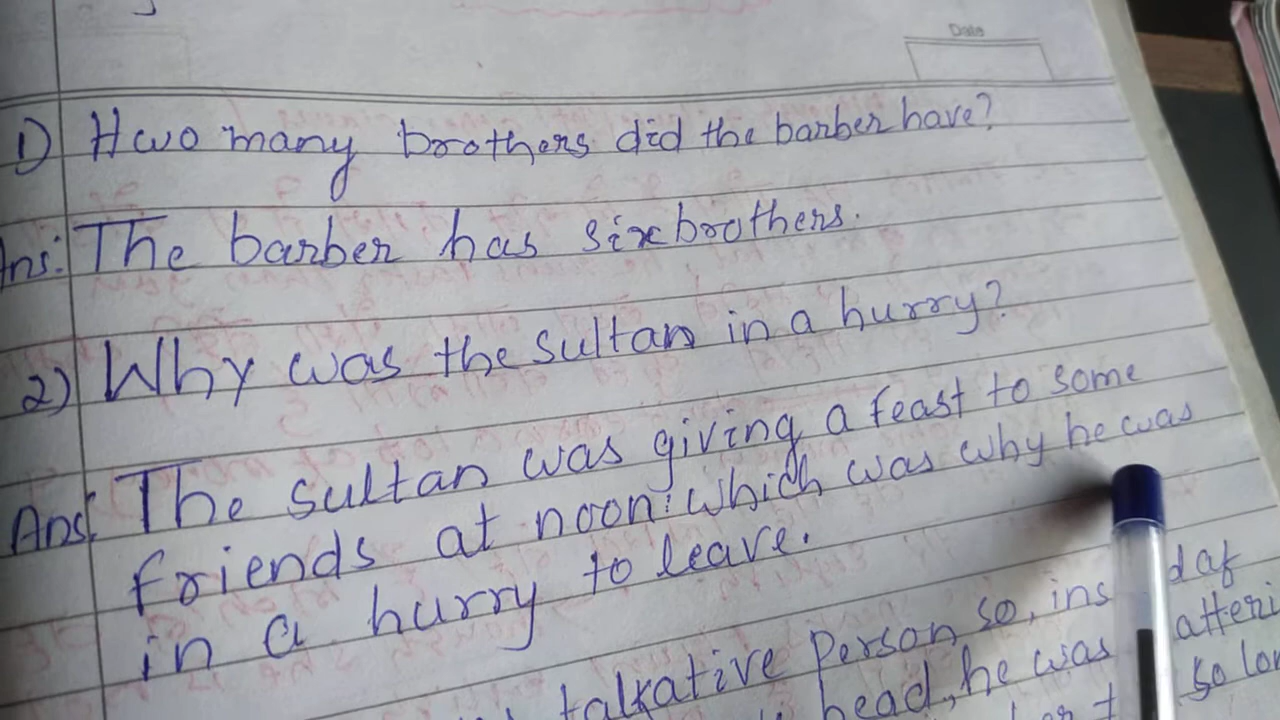 Date
1) Hwo many brothers did the barber have?
Ans: The barber has six brothers.
2) Why was the sultan in a hurry?
Ans: The sultan was giving a feast to some
friends at noon: which was why he was
in a hurry to leave.
talkative person, so, ins
head, he was
so